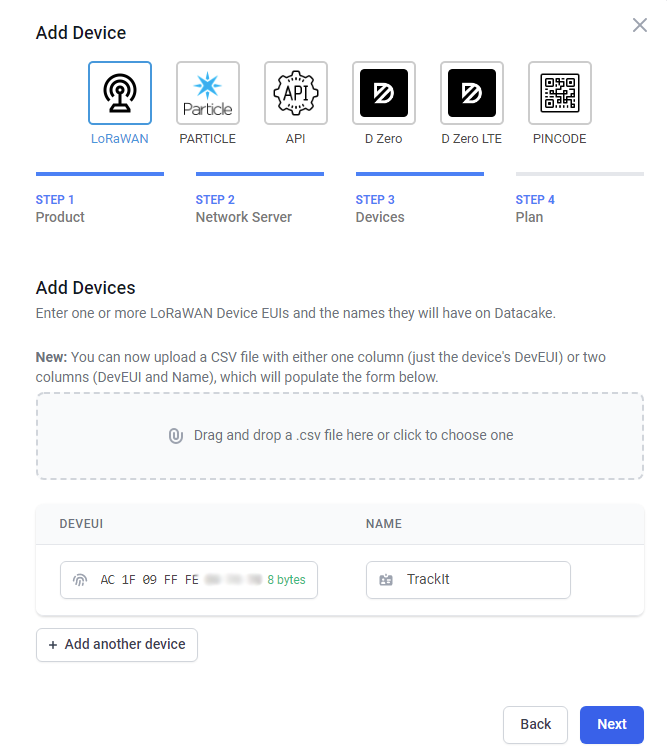 Add Device
Particle
API
LoRaWAN
PARTICLE
API
D Zero
D Zero LTE
PINCODE
STEP 1
Product
STEP 2
Network Server
STEP 3
Devices
STEP 4
Plan
Add Devices
Enter one or more LoRaWAN Device EUIs and the names they will have on Datacake.
New: You can now upload a CSV file with either one column (just the device's DevEUI) or two
columns (DevEUI and Name), which will populate the form below.
Drag and drop a .csv file here or click to choose one
DEVEUI
NAME
AC 1F 09 FF FE
8 bytes
TrackIt
+ Add another device
Back
Next